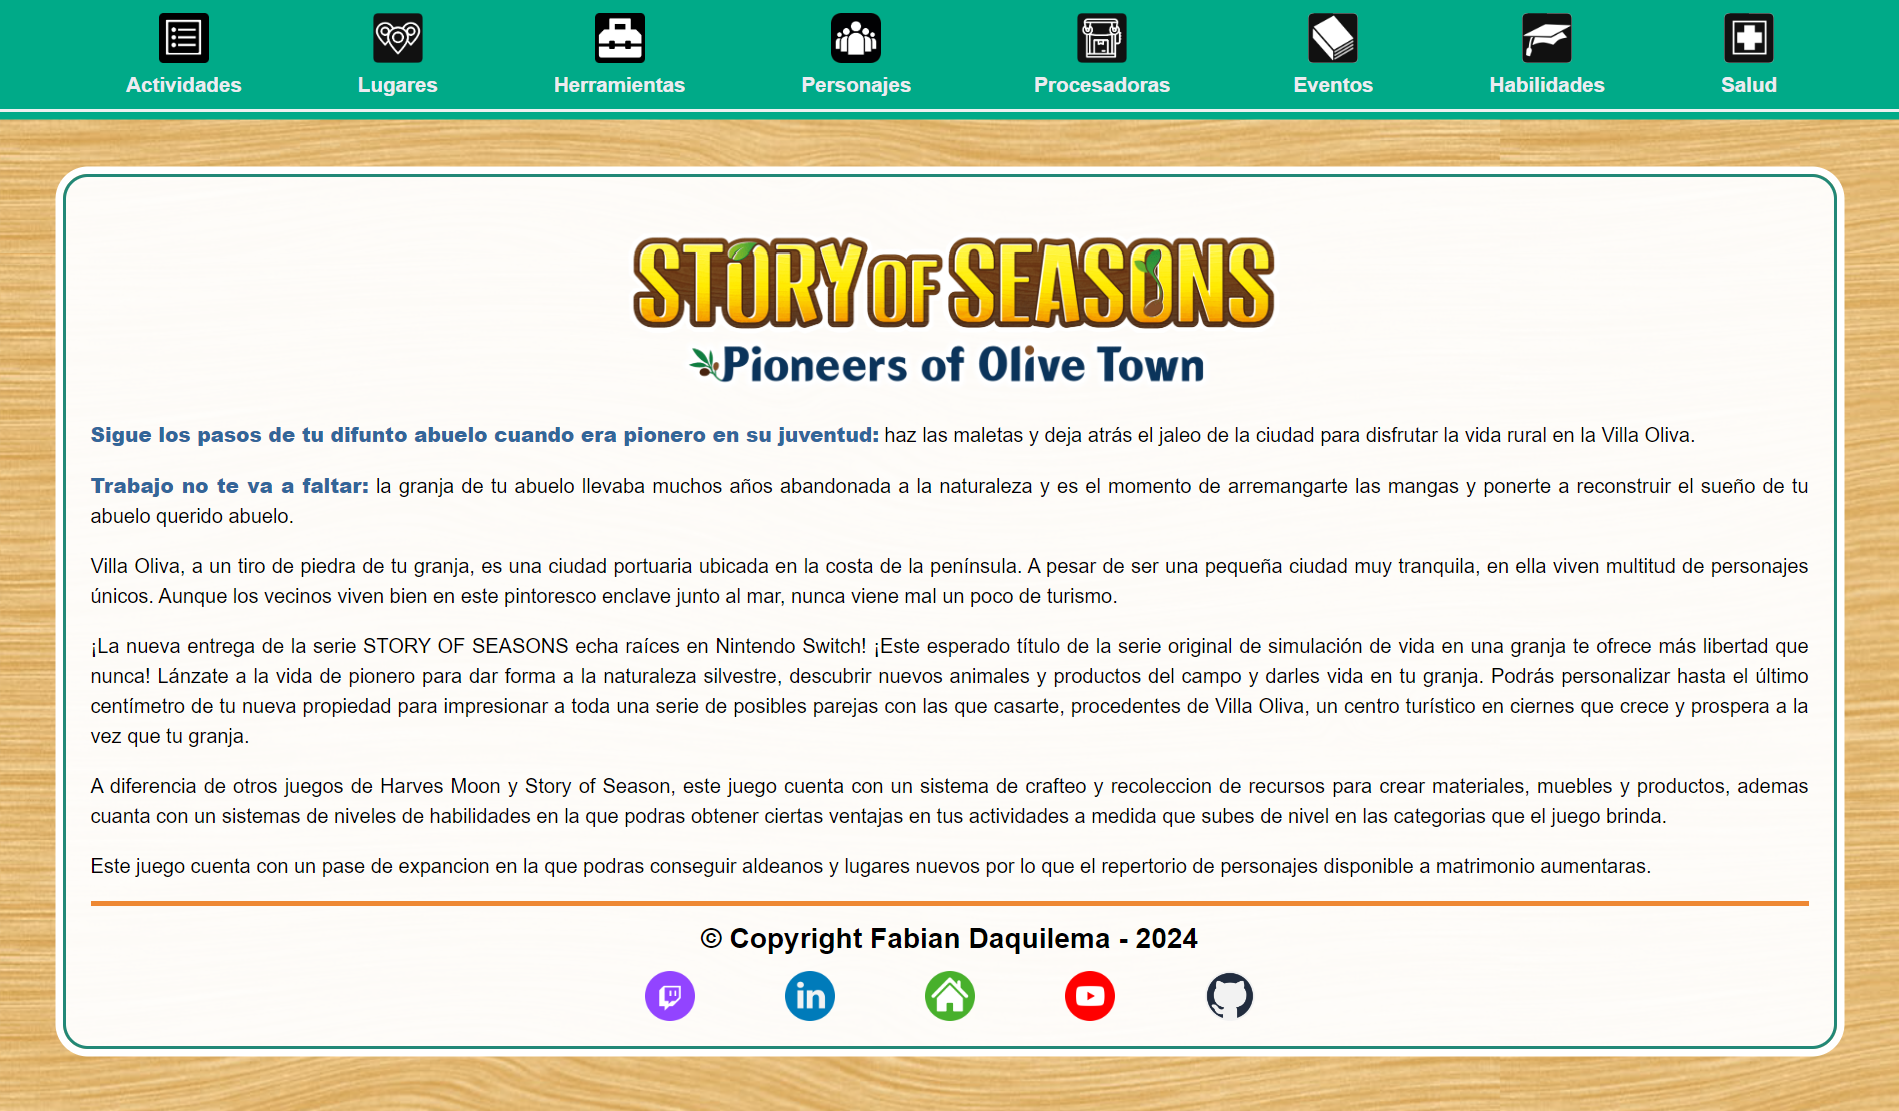 Actividades Lugares Herramientas Personajes Procesadoras Eventos Habilidades Salud
STORY OF SEASONS
Pioneers of Olive Town
Sigue los pasos de tu difunto abuelo cuando era pionero en su juventud: haz las maletas y deja atrás el jaleo de la ciudad para disfrutar la vida rural en la Villa Oliva.
Trabajo no te va a faltar: la granja de tu abuelo llevaba muchos años abandonada a la naturaleza y es el momento de arremangarte las mangas y ponerte a reconstruir el sueño de tu
abuelo querido abuelo.
Villa Oliva, a un tiro de piedra de tu granja, es una ciudad portuaria ubicada en la costa de la península. A pesar de ser una pequeña ciudad muy tranquila, en ella viven multitud de personajes
únicos. Aunque los vecinos viven bien en este pintoresco enclave junto al mar, nunca viene mal un poco de turismo.
¡La nueva entrega de la serie STORY OF SEASONS echa raíces en Nintendo Switch! ¡Este esperado título de la serie original de simulación de vida en una granja te ofrece más libertad que
nunca! Lánzate a la vida de pionero para dar forma a la naturaleza silvestre, descubrir nuevos animales y productos del campo y darles vida en tu granja. Podrás personalizar hasta el último
centímetro de tu nueva propiedad para impresionar a toda una serie de posibles parejas con las que casarte, procedentes de Villa Oliva, un centro turístico en ciernes que crece y prospera a la
vez que tu granja.
A diferencia de otros juegos de Harves Moon y Story of Season, este juego cuenta con un sistema de crafteo y recoleccion de recursos para crear materiales, muebles y productos, ademas
cuanta con un sistemas de niveles de habilidades en la que podras obtener ciertas ventajas en tus actividades a medida que subes de nivel en las categorias que el juego brinda.
Este juego cuenta con un pase de expancion en la que podras conseguir aldeanos y lugares nuevos por lo que el repertorio de personajes disponible a matrimonio aumentaras.
© Copyright Fabian Daquilema - 2024
in